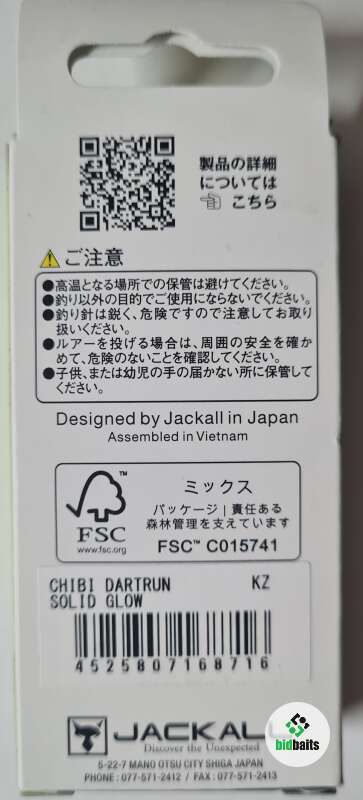 製品の詳細
については
こちら
ご注意
●高温となる場所での保管は避けてください。
●釣り以外の目的でご使用にならないでください。
●釣り針は鋭く、危険ですので注意してお取り
扱いください。
●ルアーを投げる場合は、周囲の安全を確か
めて、危険のないことを確認してください。
●子供、または幼児の手の届かない所に保管して
ください。
Designed by Jackall in Japan
Assembled in Vietnam
FSC
www.fsc.org
ミックス
パッケージ | 責任ある
森林管理を支えています
FSC™ C015741
CHIBI DARTRUN KZ
SOLID GLOW
4525807168716
JACKALL
Discover the Unexpected
bidbaits
5-22-7 MANO OTSU CITY SHIGA JAPAN
PHONE : 077-571-2412 / FAX : 077-571-2413